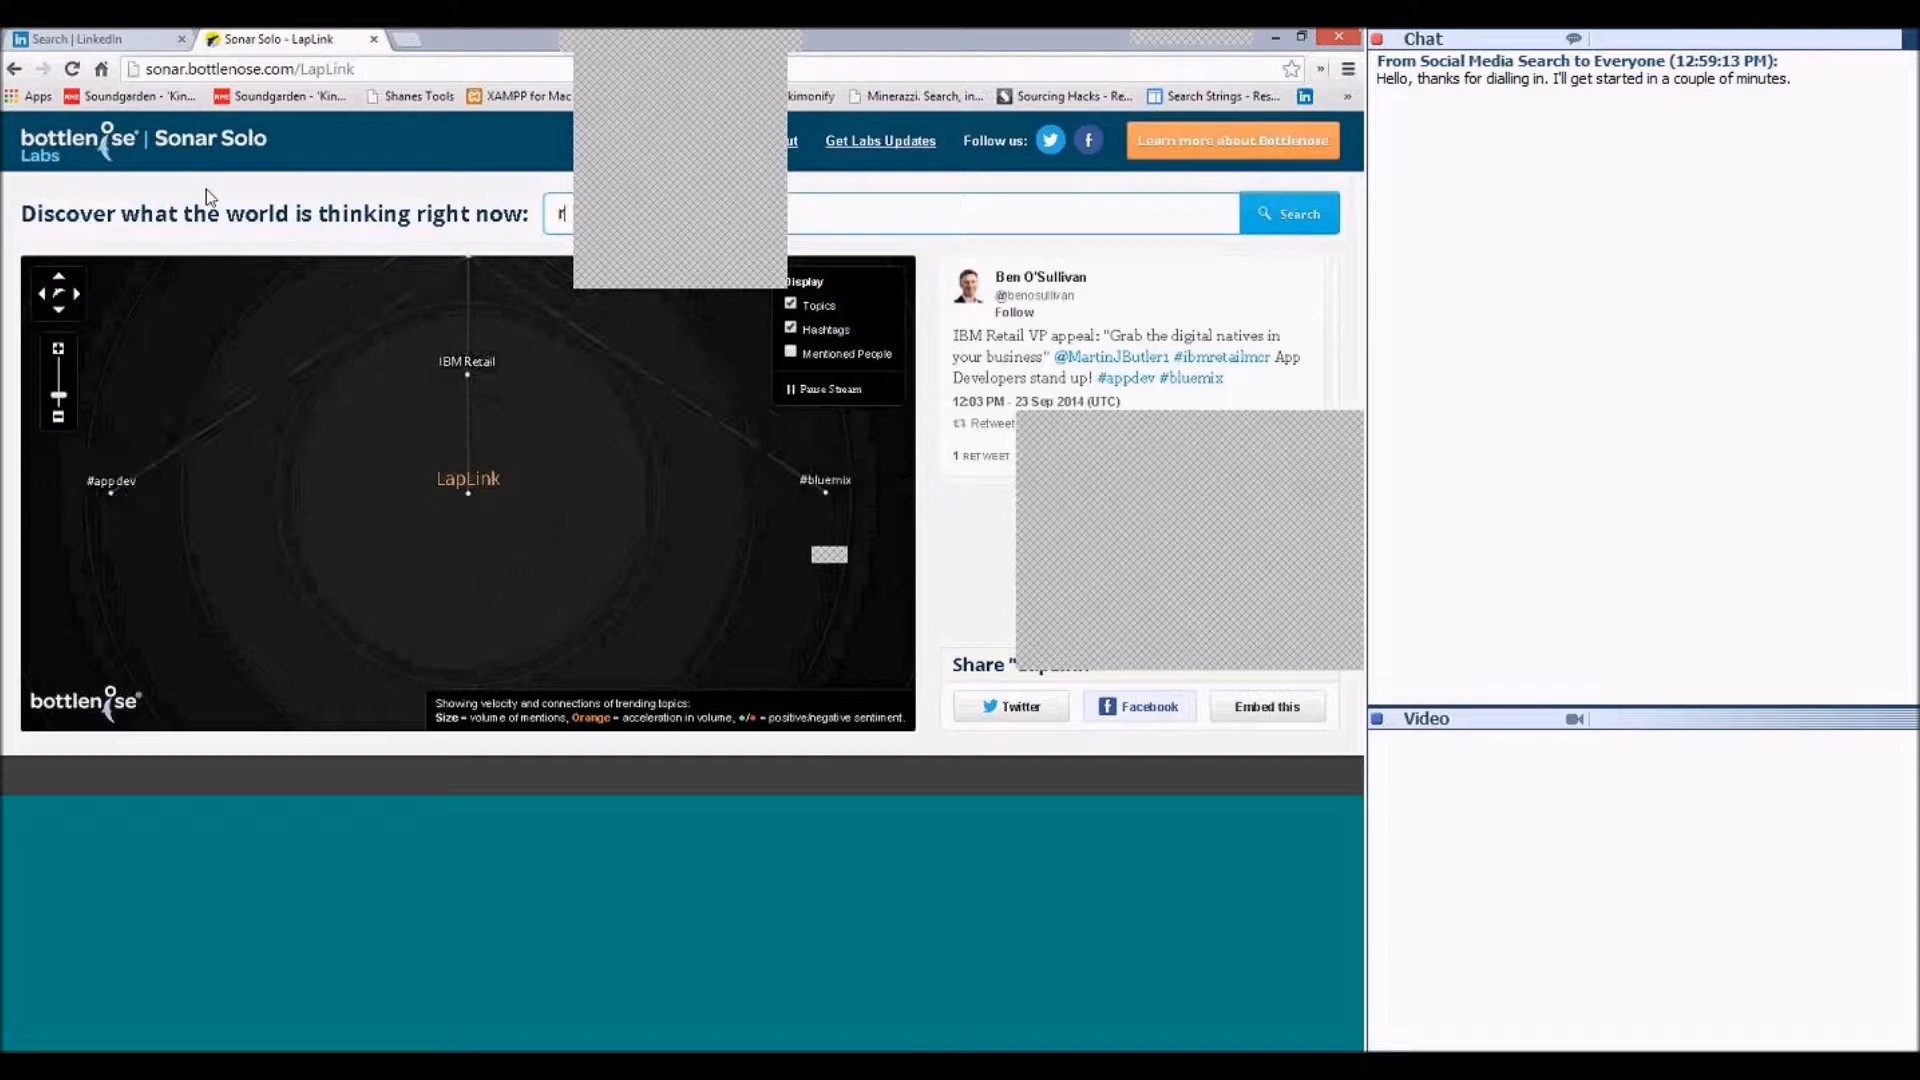 Search | LinkedIn
Sonar Solo - LapLink
sonar.bottlenose.com/LapLink
Apps
Soundgarden - 'Kin...
Soundgarden - 'Kin...
Shanes Tools
XAMPP for Mac
kimonify
Minerazzi. Search, in...
Sourcing Hacks - Re...
Search Strings - Res...
bottlenose | Sonar Solo
Labs
ut
Get Labs Updates
Follow us:
Learn more about Bottlenose
Discover what the world is thinking right now:
r
Search
Display
Topics
Hashtags
Mentioned People
Pause Stream
IBM Retail
#appdev
LapLink
#bluemix
bottlenose
Showing velocity and connections of trending topics:
Size = volume of mentions, Orange = acceleration in volume, +/- = positive/negative sentiment.
Ben O'Sullivan
@benosullivan
Follow
IBM Retail VP appeal: "Grab the digital natives in
your business" @MartinJButler1 #ibmretailmcr App
Developers stand up! #appdev #bluemix
12:03 PM - 23 Sep 2014 (UTC)
Retweet
1 RETWEET
Share
Twitter
Facebook
Embed this
Chat
From Social Media Search to Everyone (12:59:13 PM):
Hello, thanks for dialling in. I'll get started in a couple of minutes.
Video